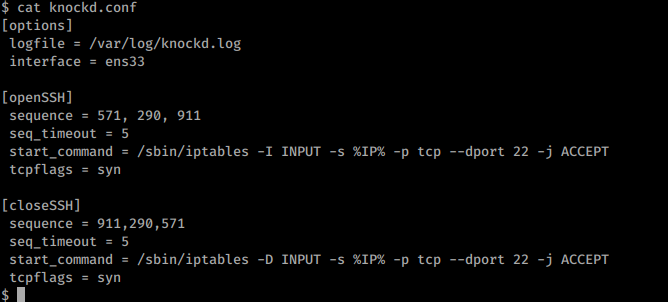 $ cat knockd.conf
[options]
logfile = /var/log/knockd.log
interface = ens33
[openSSH]
sequence = 571, 290, 911
seq_timeout = 5
start_command = /sbin/iptables -I INPUT -s %IP% -p tcp --dport 22 -j ACCEPT
tcpflags = syn
[closeSSH]
sequence = 911,290,571
seq_timeout = 5
start_command = /sbin/iptables -D INPUT -s %IP% -p tcp --dport 22 -j ACCEPT
tcpflags = syn
$